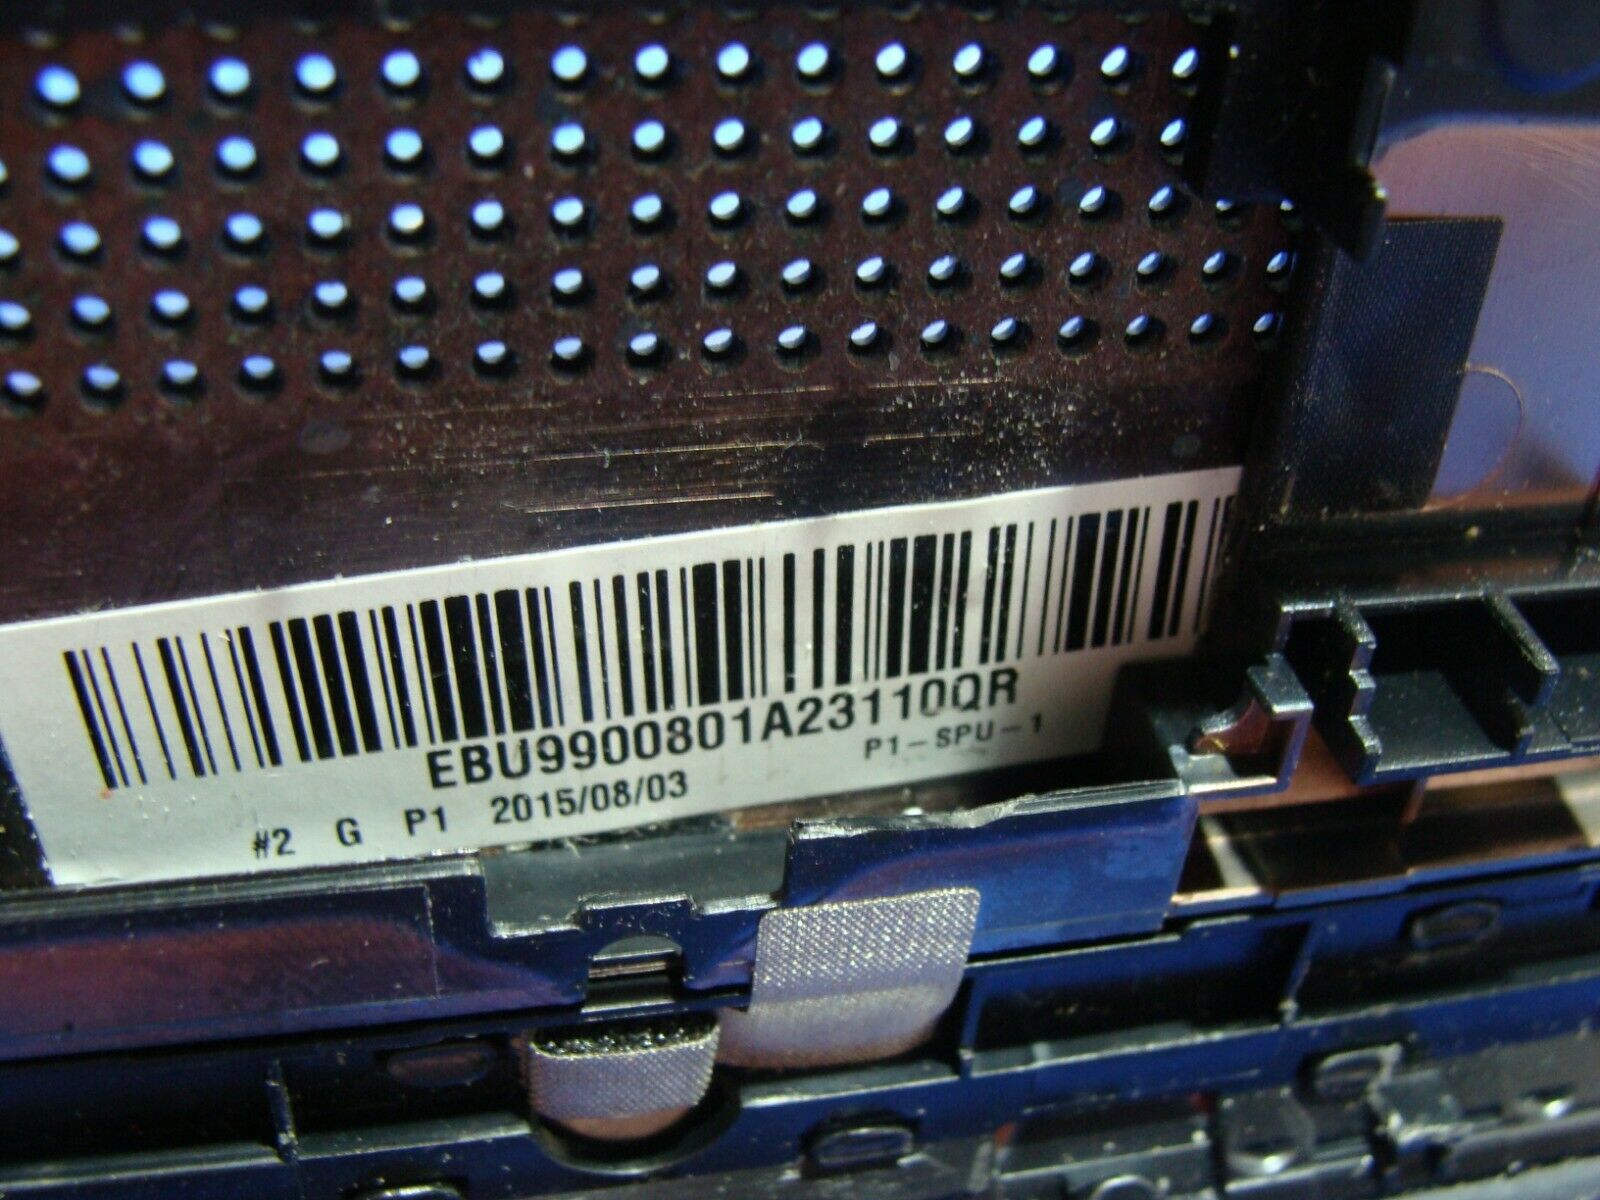 EBU9900801A23110QR
P1-SPU-1
#2 G P1 2015/08/03